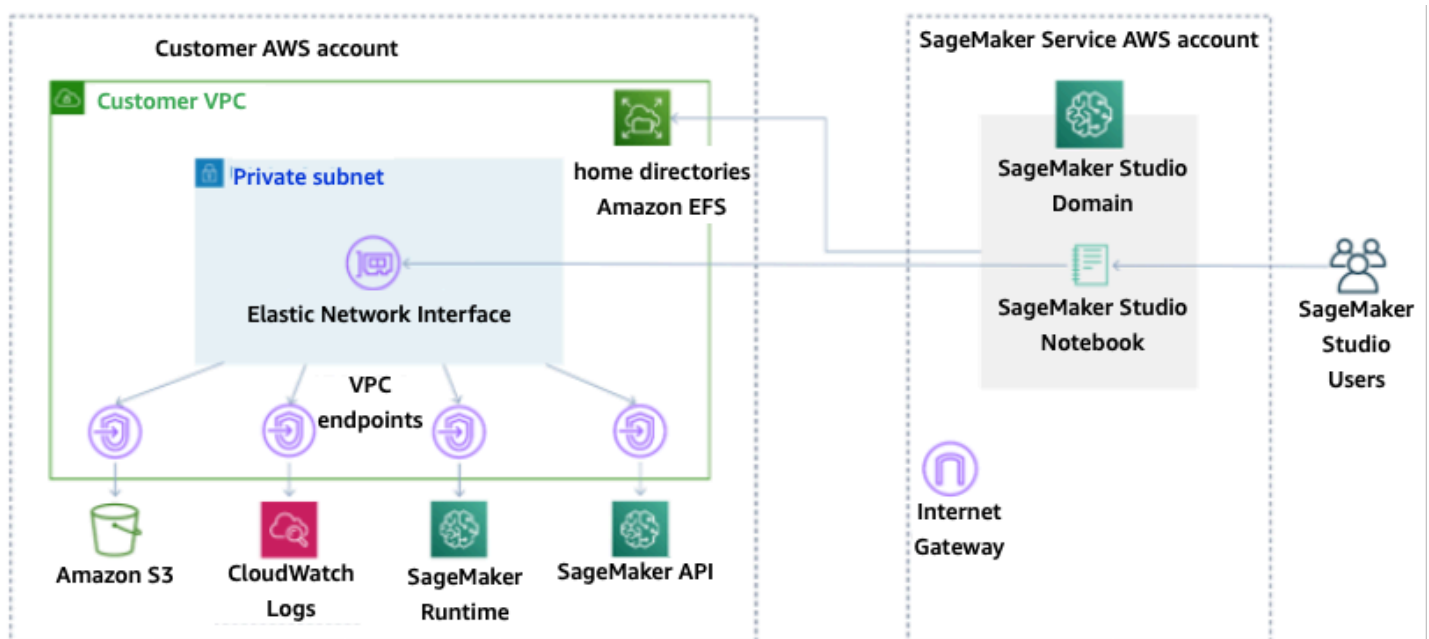 Customer AWS account
SageMaker Service AWS account
Customer VPC
home directories
Amazon EFS
Private subnet
Elastic Network Interface
VPC
endpoints
Amazon S3
CloudWatch
Logs
SageMaker
Runtime
SageMaker API
SageMaker Studio
Domain
SageMaker Studio
Notebook
SageMaker
Studio
Users
Internet
Gateway